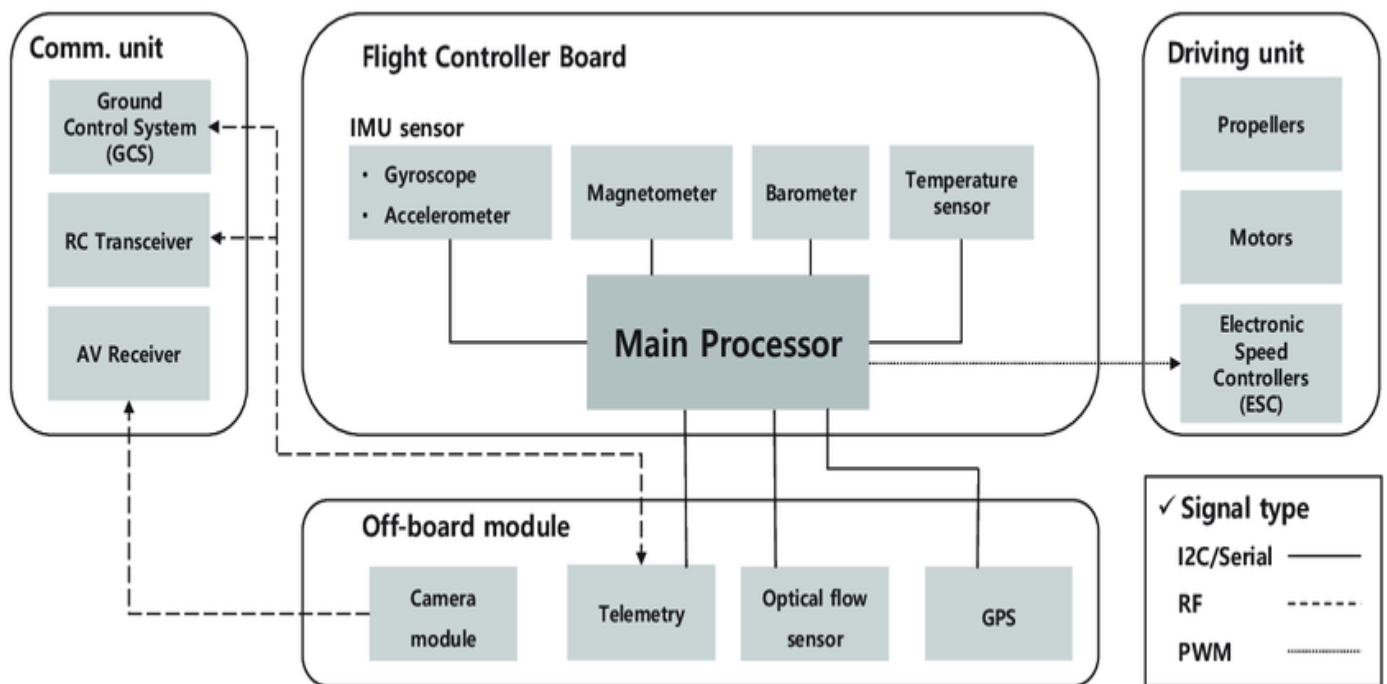 Comm. unit
Ground
Control System
(GCS)
RC Transceiver
AV Receiver
Flight Controller Board
IMU sensor
• Gyroscope
• Accelerometer
Magnetometer
Barometer
Temperature
sensor
Main Processor
Driving unit
Propellers
Motors
Electronic
Speed
Controllers
(ESC)
Off-board module
Camera
module
Telemetry
Optical flow
sensor
GPS
✓ Signal type
I2C/Serial
RF
PWM